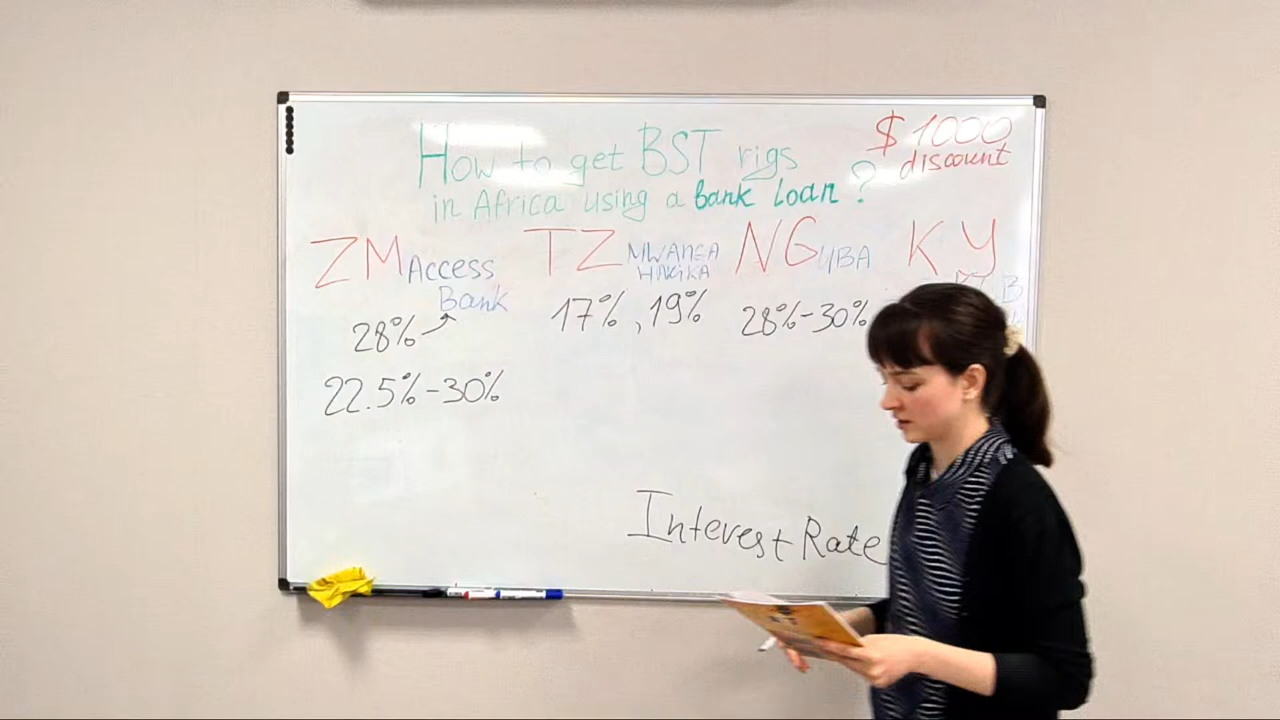 How to get BST rigs
in Africa using a bank loan?
$1000
discount
ZM Access
Bank
28%
22.5%-30%
TZ MWANGA
HAKIKA
17%, 19%
NG UBA
28%-30%
KY
Interest Rate